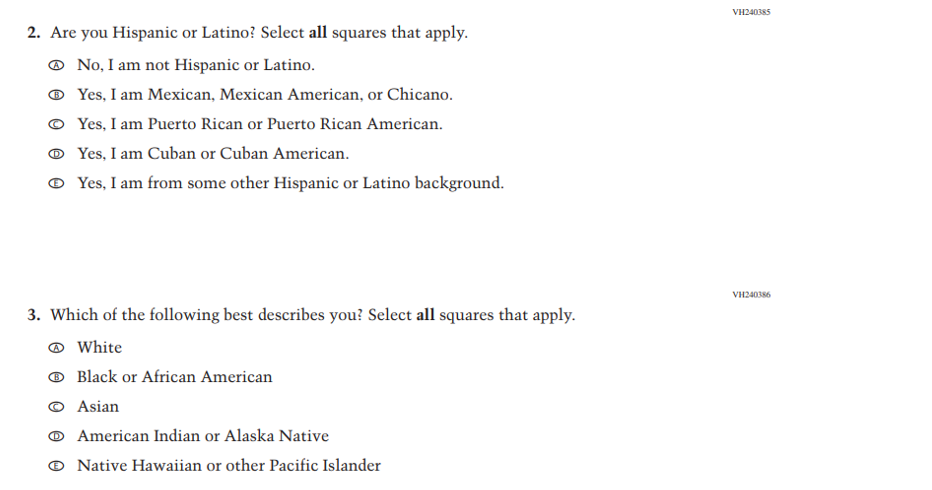 VH240385
2. Are you Hispanic or Latino? Select all squares that apply.
Ⓐ No, I am not Hispanic or Latino.
Ⓑ Yes, I am Mexican, Mexican American, or Chicano.
Ⓒ Yes, I am Puerto Rican or Puerto Rican American.
Ⓓ Yes, I am Cuban or Cuban American.
Ⓔ Yes, I am from some other Hispanic or Latino background.
VH240386
3. Which of the following best describes you? Select all squares that apply.
Ⓐ White
Ⓑ Black or African American
Ⓒ Asian
Ⓓ American Indian or Alaska Native
Ⓔ Native Hawaiian or other Pacific Islander